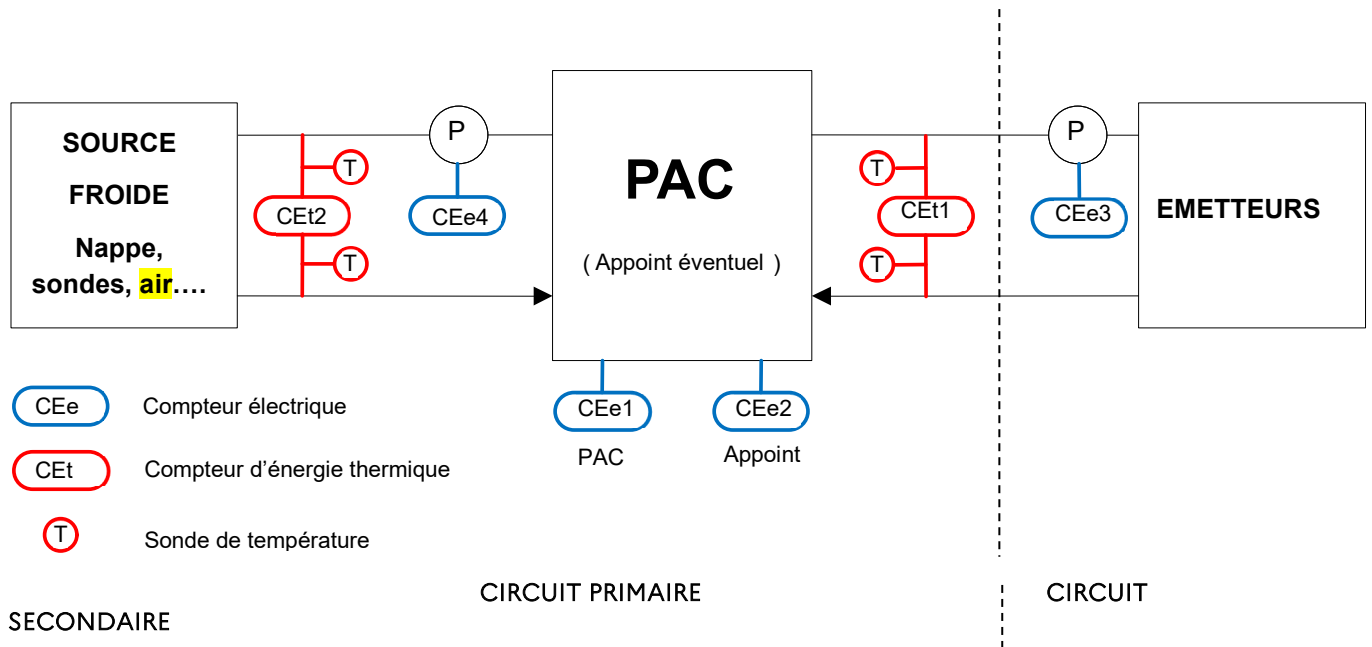 SOURCE
FROIDE
Nappe,
sondes, air....
T
CEt2
T
P
CEe4
PAC
( Appoint éventuel )
T
CEt1
T
P
CEe3
EMETTEURS
CEe1
PAC
CEe2
Appoint
CEe Compteur électrique
CEt Compteur d'énergie thermique
T Sonde de température
CIRCUIT PRIMAIRE CIRCUIT
SECONDAIRE